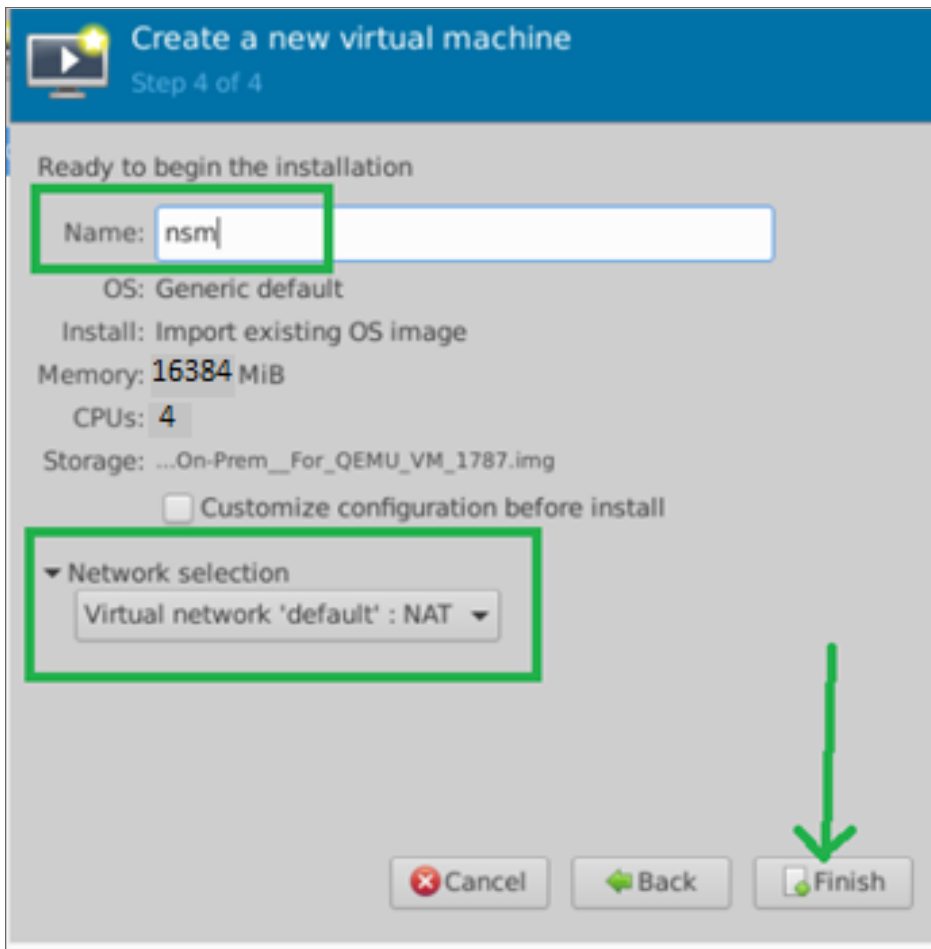 Create a new virtual machine
Step 4 of 4
Ready to begin the installation
Name: nsm
OS: Generic default
Install: Import existing OS image
Memory: 16384 MiB
CPUs: 4
Storage: ...On-Prem__For_QEMU_VM_1787.img
Customize configuration before install
Network selection
Virtual network 'default' : NAT
Cancel Back Finish